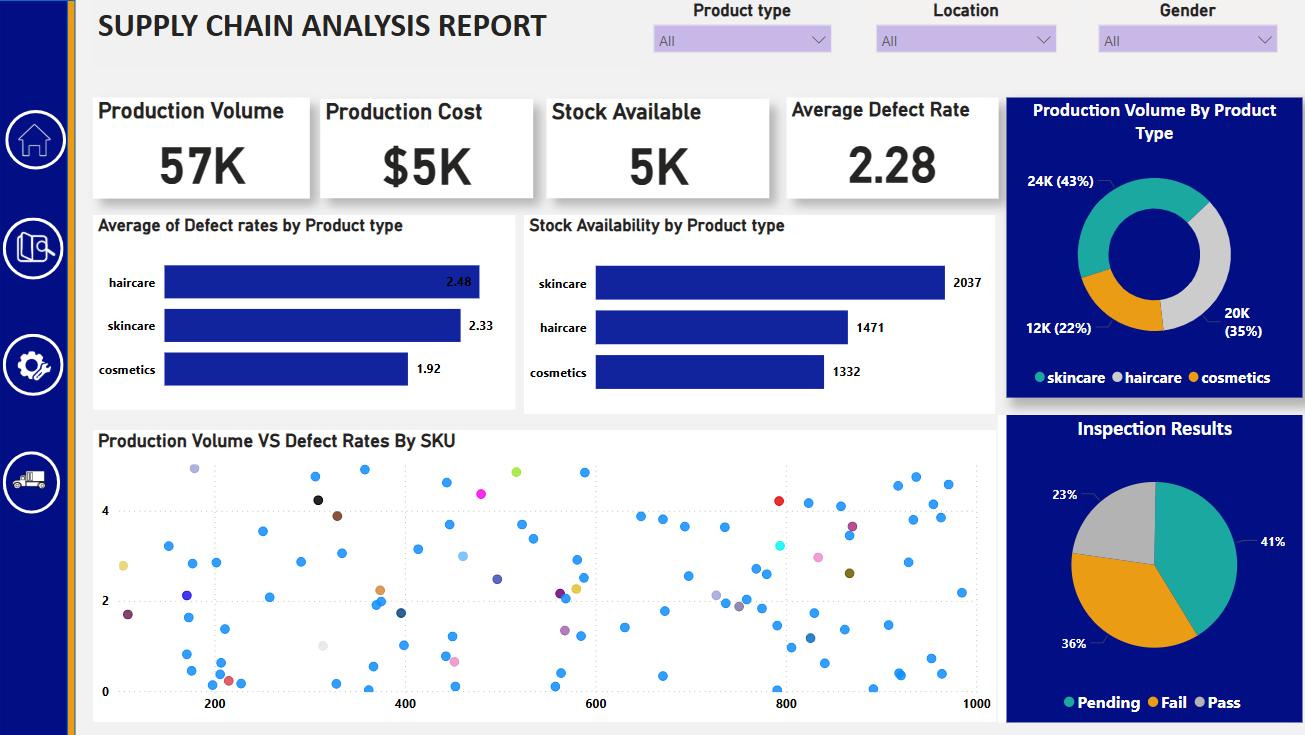 SUPPLY CHAIN ANALYSIS REPORT
Product type
All
Location
All
Gender
All
Production Volume
57K
Production Cost
$5K
Stock Available
5K
Average Defect Rate
2.28
Average of Defect rates by Product type
haircare 2.48
skincare 2.33
cosmetics 1.92
Stock Availability by Product type
skincare 2037
haircare 1471
cosmetics 1332
Production Volume By Product
Type
24K (43%)
20K
(35%)
12K (22%)
skincare haircare cosmetics
Production Volume VS Defect Rates By SKU
4
2
0
200 400 600 800 1000
Inspection Results
23%
41%
36%
Pending Fail Pass